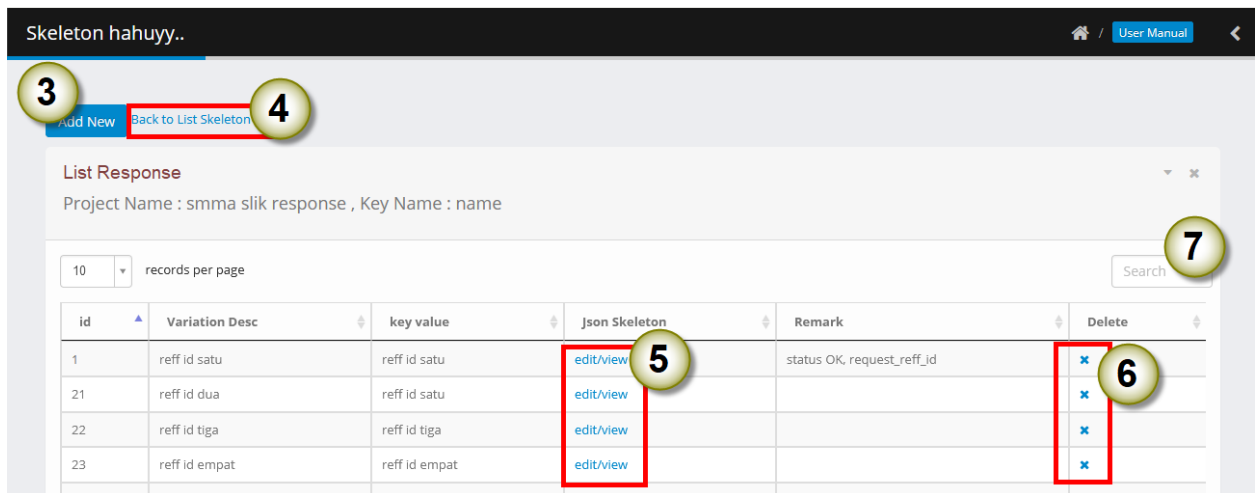 Skeleton hahuyy..
/ User Manual
3
4
Add New Back to List Skeleton
List Response
Project Name : smma slik response , Key Name : name
7
10 records per page
Search
id Variation Desc key value Json Skeleton Remark Delete
1 reff id satu reff id satu edit/view 5 status OK, request_reff_id 6
21 reff id dua reff id satu edit/view
22 reff id tiga reff id tiga edit/view
23 reff id empat reff id empat edit/view